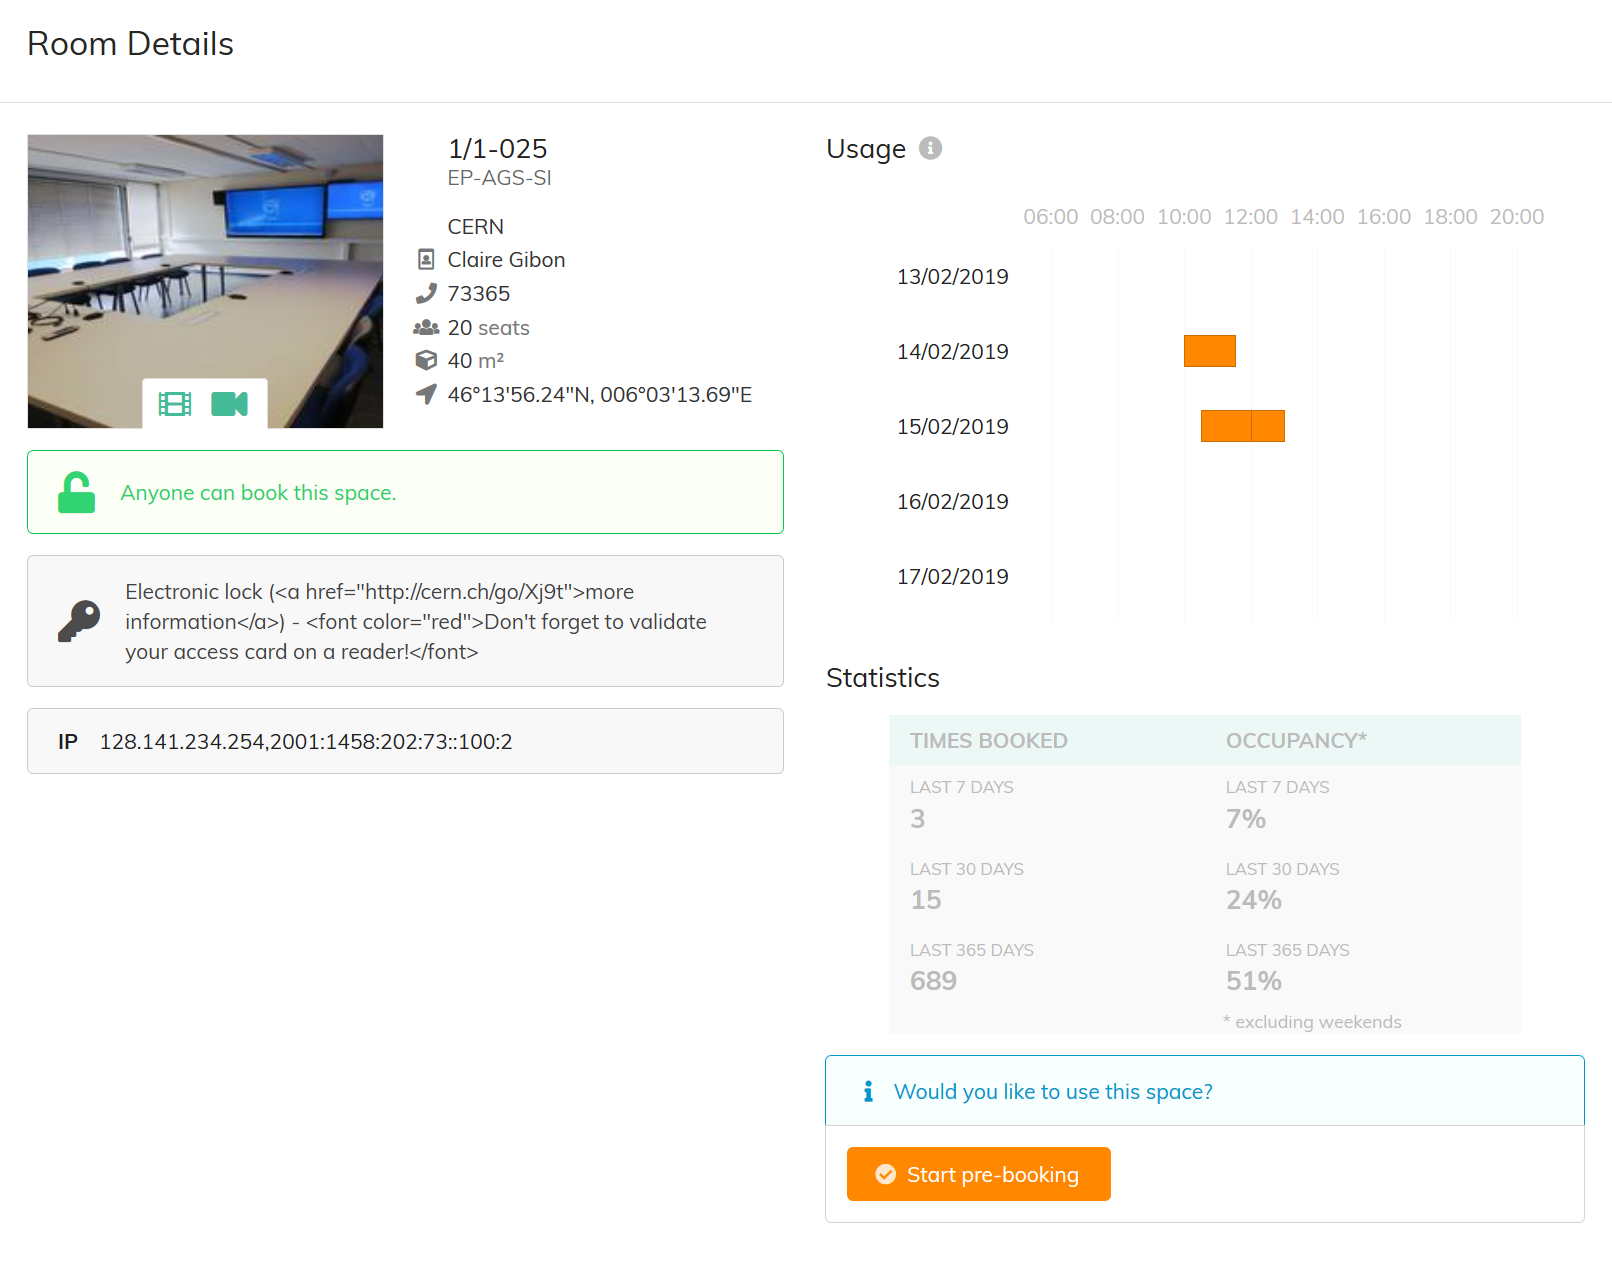 Room Details
1/1-025
EP-AGS-SI
CERN
Claire Gibon
73365
20 seats
40 m²
46°13'56.24"N, 006°03'13.69"E
Anyone can book this space.
Electronic lock (<a href="http://cern.ch/go/Xj9t">more
information</a>) - <font color="red">Don't forget to validate
your access card on a reader!</font>
IP 128.141.234.254,2001:1458:202:73::100:2
Usage
06:00 08:00 10:00 12:00 14:00 16:00 18:00 20:00
13/02/2019
14/02/2019
15/02/2019
16/02/2019
17/02/2019
Statistics
TIMES BOOKED OCCUPANCY*
LAST 7 DAYS LAST 7 DAYS
3 7%
LAST 30 DAYS LAST 30 DAYS
15 24%
LAST 365 DAYS LAST 365 DAYS
689 51%
* excluding weekends
Would you like to use this space?
Start pre-booking